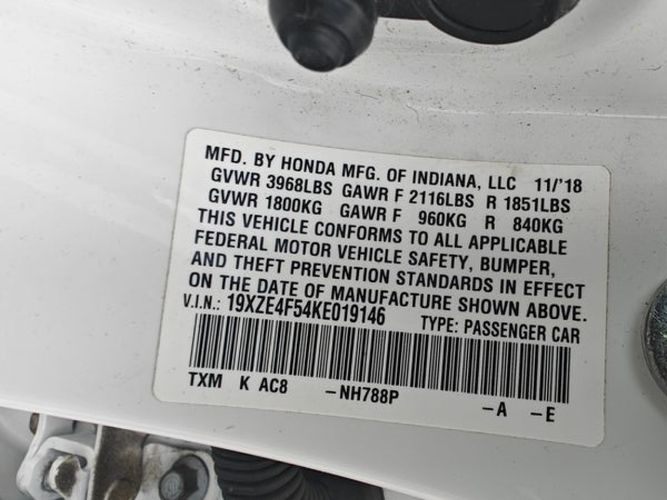 MFD. BY HONDA MFG. OF INDIANA, LLC 11/'18
GVWR 3968LBS GAWR F 2116LBS R 1851LBS
GVWR 1800KG GAWR F 960KG R 840KG
THIS VEHICLE CONFORMS TO ALL APPLICABLE
FEDERAL MOTOR VEHICLE SAFETY, BUMPER,
AND THEFT PREVENTION STANDARDS IN EFFECT
ON THE DATE OF MANUFACTURE SHOWN ABOVE.
V.I.N.: 19XZE4F54KE019146 TYPE: PASSENGER CAR
TXM K AC8 -NH788P -A -E